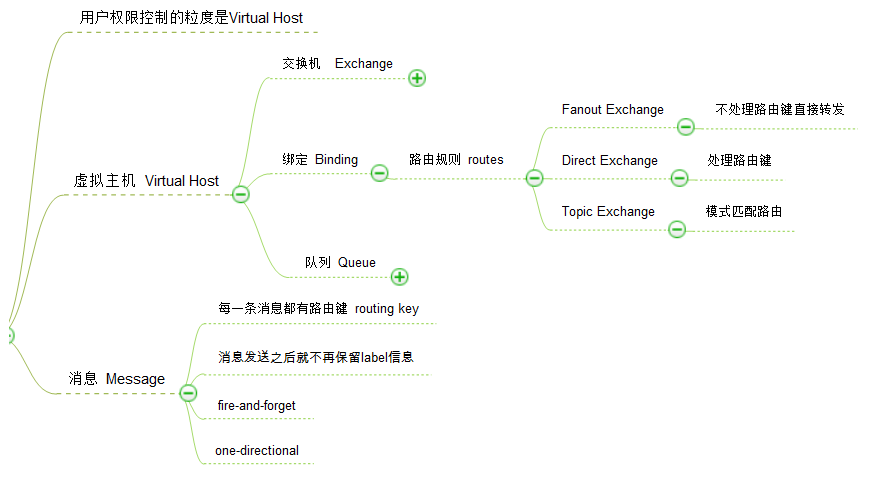 用户权限控制的粒度是Virtual Host
交换机 Exchange
Fanout Exchange
不处理路由键直接转发
虚拟主机 Virtual Host
绑定 Binding
路由规则 routes
Direct Exchange
处理路由键
Topic Exchange
模式匹配路由
队列 Queue
每一条消息都有路由键 routing key
消息发送之后就不再保留label信息
消息 Message
fire-and-forget
one-directional